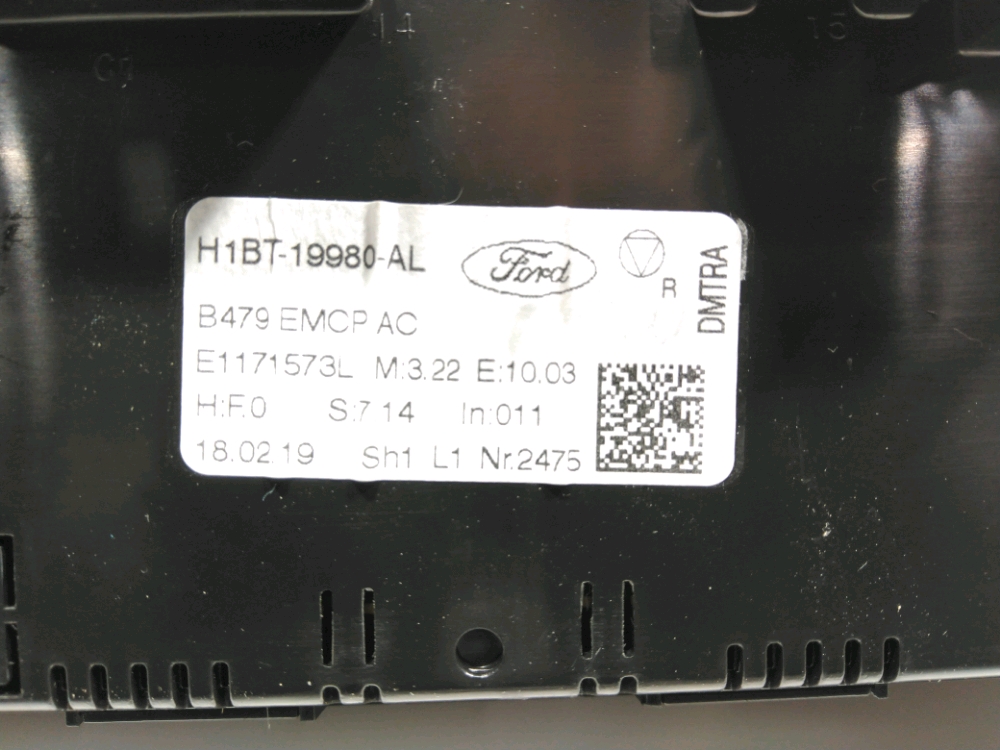 14
15
H1BT-19980-AL
Ford
R
DMTRA
B479 EMCP AC
E1171573L M:3.22 E:10.03
H:F.0 S:7 14 In:011
18.02.19 Sh1 L1 Nr.2475